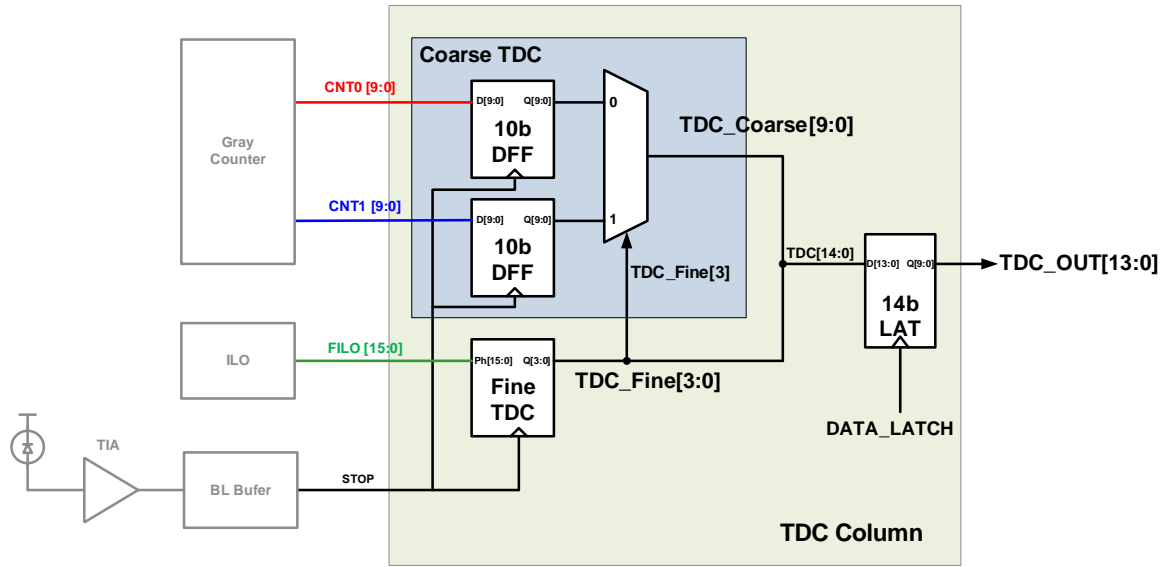 Coarse TDC
Gray
Counter
CNT0 [9:0]
D[9:0]
Q[9:0]
10b
DFF
0
TDC_Coarse[9:0]
CNT1 [9:0]
D[9:0]
Q[9:0]
10b
DFF
1
TDC_Fine[3]
TDC[14:0]
D[13:0]
Q[9:0]
14b
LAT
TDC_OUT[13:0]
ILO
FILO [15:0]
Ph[15:0]
Q[3:0]
Fine
TDC
TDC_Fine[3:0]
DATA_LATCH
TIA
BL Bufer
STOP
TDC Column